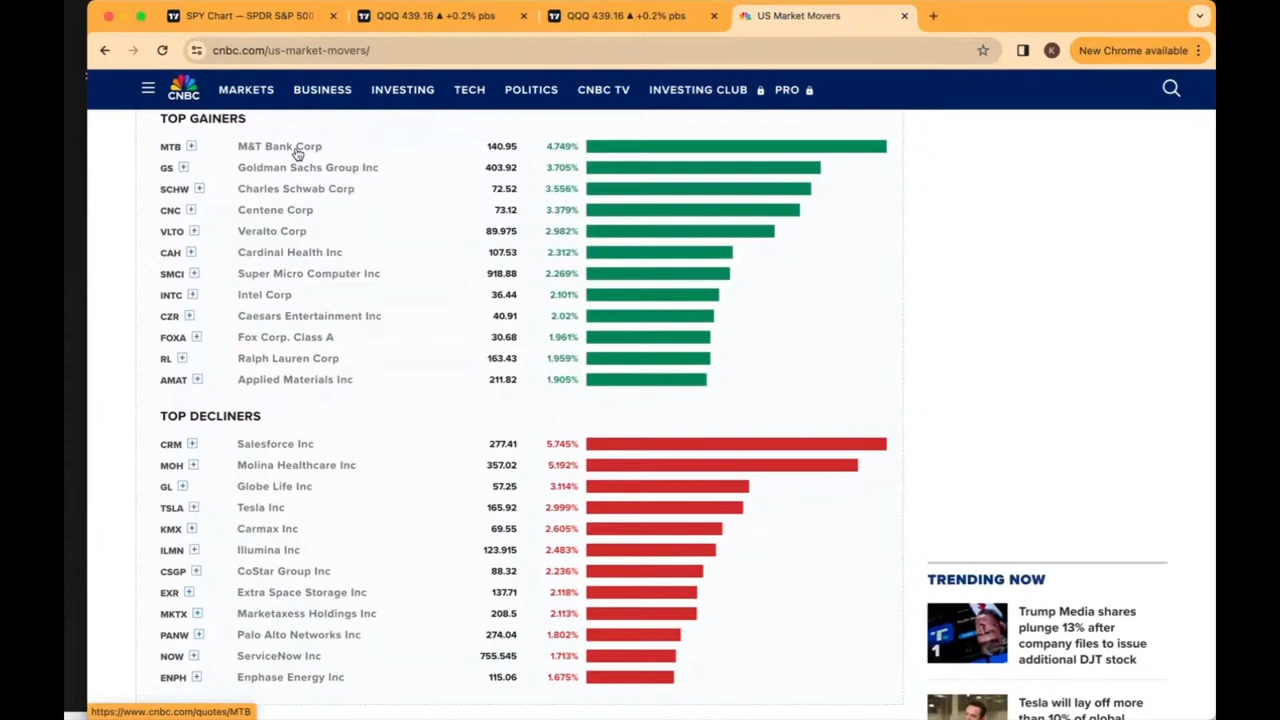 SPY Chart — SPDR S&P 500
QQQ 439.16 ▲ +0.2% pbs
QQQ 439.16 ▲ +0.2% pbs
US Market Movers
cnbc.com/us-market-movers/
K
New Chrome available
CNBC
MARKETS BUSINESS INVESTING TECH POLITICS CNBC TV INVESTING CLUB PRO
TOP GAINERS
MTB M&T Bank Corp 140.95 4.749%
GS Goldman Sachs Group Inc 403.92 3.705%
SCHW Charles Schwab Corp 72.52 3.556%
CNC Centene Corp 73.12 3.379%
VLTO Veralto Corp 89.975 2.982%
CAH Cardinal Health Inc 107.53 2.312%
SMCI Super Micro Computer Inc 918.88 2.269%
INTC Intel Corp 36.44 2.101%
CZR Caesars Entertainment Inc 40.91 2.02%
FOXA Fox Corp. Class A 30.68 1.961%
RL Ralph Lauren Corp 163.43 1.959%
AMAT Applied Materials Inc 211.82 1.905%
TOP DECLINERS
CRM Salesforce Inc 277.41 5.745%
MOH Molina Healthcare Inc 357.02 5.192%
GL Globe Life Inc 57.25 3.114%
TSLA Tesla Inc 165.92 2.999%
KMX Carmax Inc 69.55 2.605%
ILMN Illumina Inc 123.915 2.483%
CSGP CoStar Group Inc 88.32 2.236%
EXR Extra Space Storage Inc 137.71 2.118%
MKTX Marketaxess Holdings Inc 208.5 2.113%
PANW Palo Alto Networks Inc 274.04 1.802%
NOW ServiceNow Inc 755.545 1.713%
ENPH Enphase Energy Inc 115.06 1.675%
TRENDING NOW
1
Trump Media shares
plunge 13% after
company files to issue
additional DJT stock
Tesla will lay off more
than 10% of global
https://www.cnbc.com/quotes/MTB